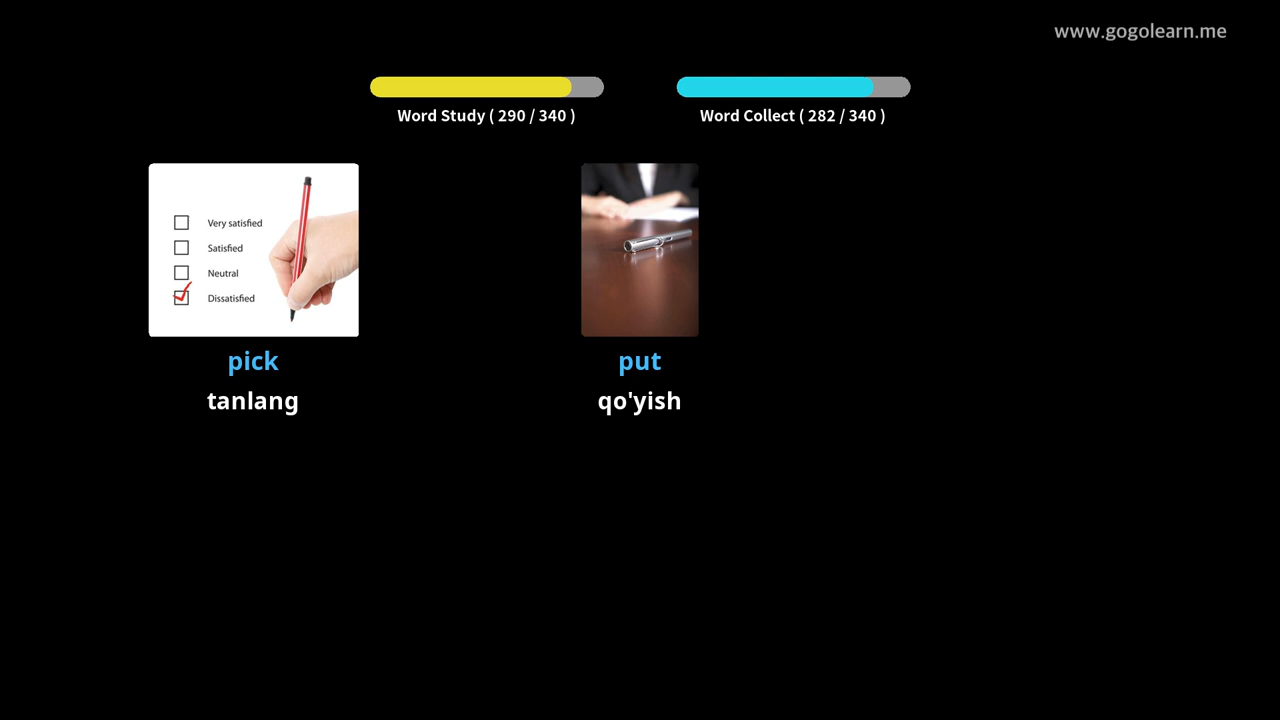 www.gogolearn.me
Word Study ( 290 / 340 )
Word Collect ( 282 / 340 )
Very satisfied
Satisfied
Neutral
Dissatisfied
pick
put
tanlang
qo'yish